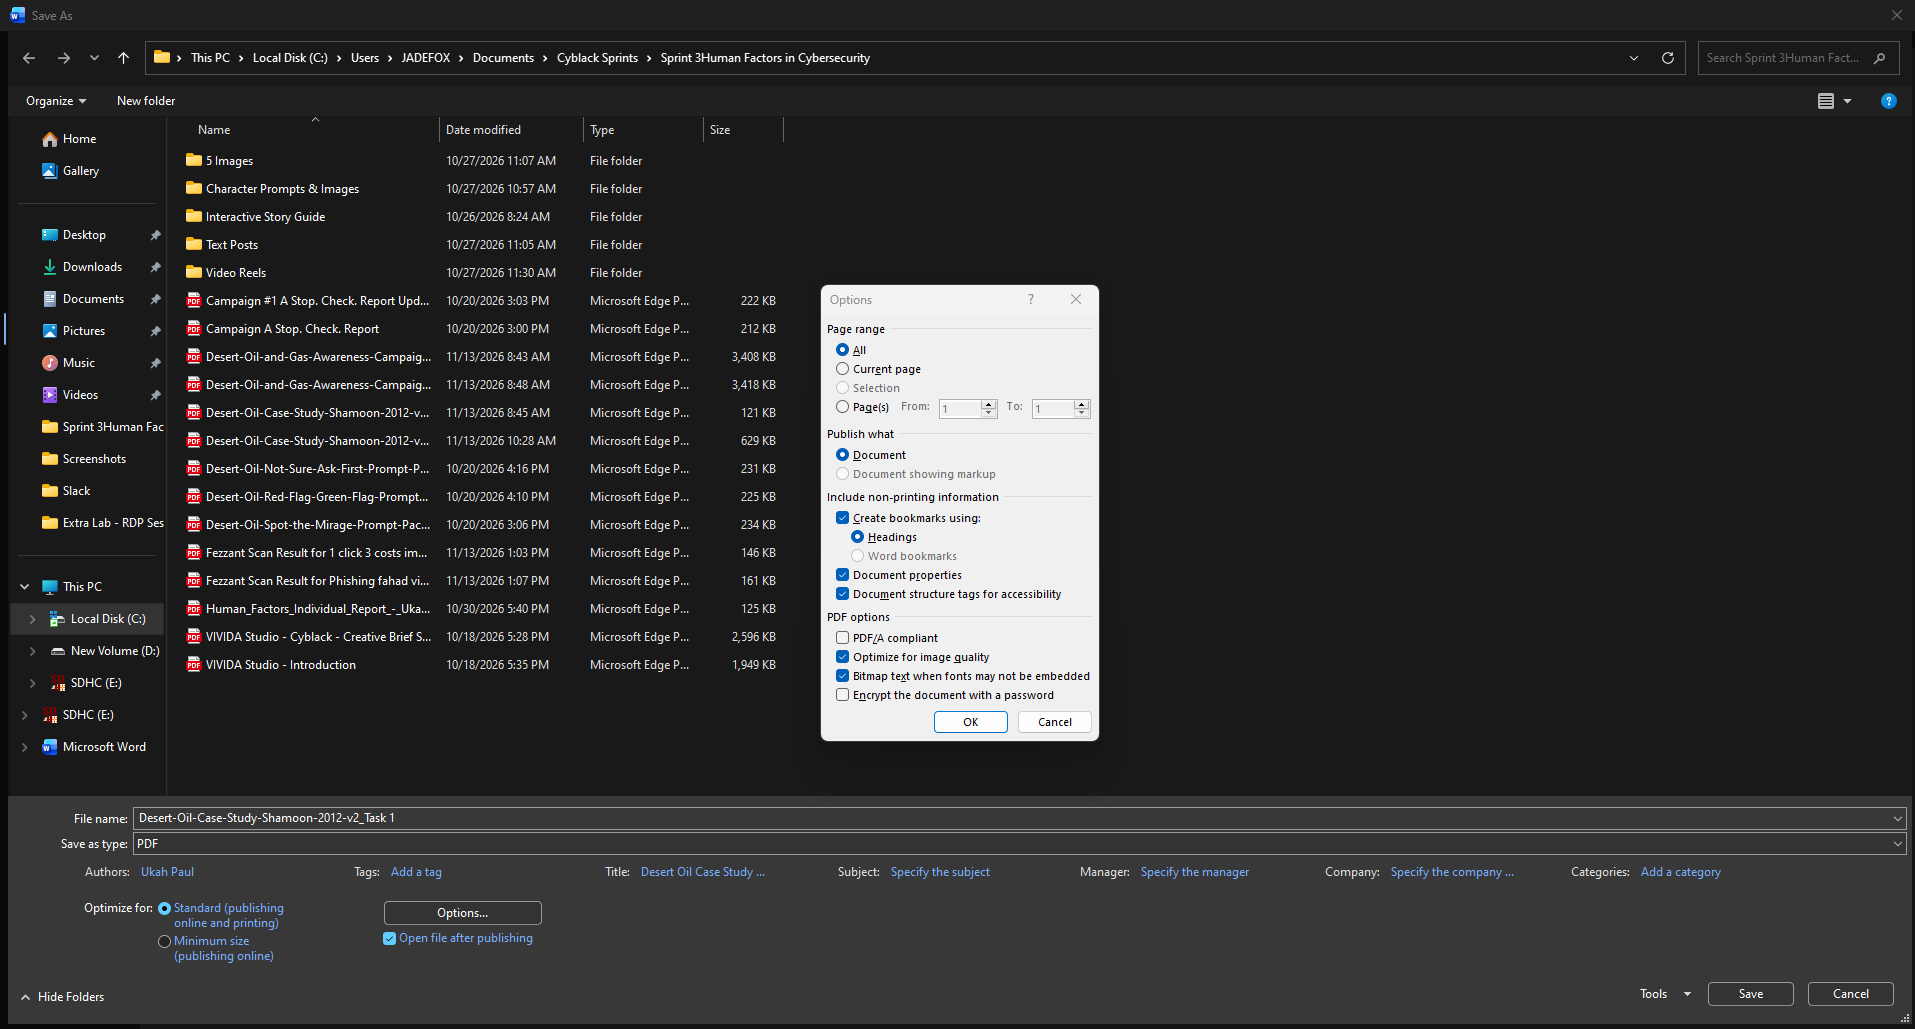 Save As
This PC > Local Disk (C:) > Users > JADEFOX > Documents > Cyblack Sprints > Sprint 3Human Factors in Cybersecurity
Search Sprint 3Human Fact...
Organize
New folder
Home
Gallery
Desktop
Downloads
Documents
Pictures
Music
Videos
Sprint 3Human Fac
Screenshots
Slack
Extra Lab - RDP Ses
This PC
Local Disk (C:)
New Volume (D:)
SDHC (E:)
SDHC (E:)
Microsoft Word
Name Date modified Type Size
5 Images 10/27/2026 11:07 AM File folder
Character Prompts & Images 10/27/2026 10:57 AM File folder
Interactive Story Guide 10/26/2026 8:24 AM File folder
Text Posts 10/27/2026 11:05 AM File folder
Video Reels 10/27/2026 11:30 AM File folder
Campaign #1 A Stop. Check. Report Upd... 10/20/2026 3:03 PM Microsoft Edge P... 222 KB
Campaign A Stop. Check. Report 10/20/2026 3:00 PM Microsoft Edge P... 212 KB
Desert-Oil-and-Gas-Awareness-Campaig... 11/13/2026 8:43 AM Microsoft Edge P... 3,408 KB
Desert-Oil-and-Gas-Awareness-Campaig... 11/13/2026 8:48 AM Microsoft Edge P... 3,418 KB
Desert-Oil-Case-Study-Shamoon-2012-v... 11/13/2026 8:45 AM Microsoft Edge P... 121 KB
Desert-Oil-Case-Study-Shamoon-2012-v... 11/13/2026 10:28 AM Microsoft Edge P... 629 KB
Desert-Oil-Not-Sure-Ask-First-Prompt-P... 10/20/2026 4:16 PM Microsoft Edge P... 231 KB
Desert-Oil-Red-Flag-Green-Flag-Prompt... 10/20/2026 4:10 PM Microsoft Edge P... 225 KB
Desert-Oil-Spot-the-Mirage-Prompt-Pac... 10/20/2026 3:06 PM Microsoft Edge P... 234 KB
Fezzant Scan Result for 1 click 3 costs im... 11/13/2026 1:03 PM Microsoft Edge P... 146 KB
Fezzant Scan Result for Phishing fahad vi... 11/13/2026 1:07 PM Microsoft Edge P... 161 KB
Human_Factors_Individual_Report_-_Uka... 10/30/2026 5:40 PM Microsoft Edge P... 125 KB
VIVIDA Studio - Cyblack - Creative Brief S... 10/18/2026 5:28 PM Microsoft Edge P... 2,596 KB
VIVIDA Studio - Introduction 10/18/2026 5:35 PM Microsoft Edge P... 1,949 KB
Options ?
Page range
All
Current page
Selection
Page(s) From: 1 To: 1
Publish what
Document
Document showing markup
Include non-printing information
Create bookmarks using:
Headings
Word bookmarks
Document properties
Document structure tags for accessibility
PDF options
PDF/A compliant
Optimize for image quality
Bitmap text when fonts may not be embedded
Encrypt the document with a password
OK Cancel
File name: Desert-Oil-Case-Study-Shamoon-2012-v2_Task 1
Save as type: PDF
Authors: Ukah Paul Tags: Add a tag Title: Desert Oil Case Study ... Subject: Specify the subject Manager: Specify the manager Company: Specify the company ... Categories: Add a category
Optimize for: Standard (publishing
online and printing)
Minimum size
(publishing online)
Options...
Open file after publishing
Hide Folders
Tools Save Cancel